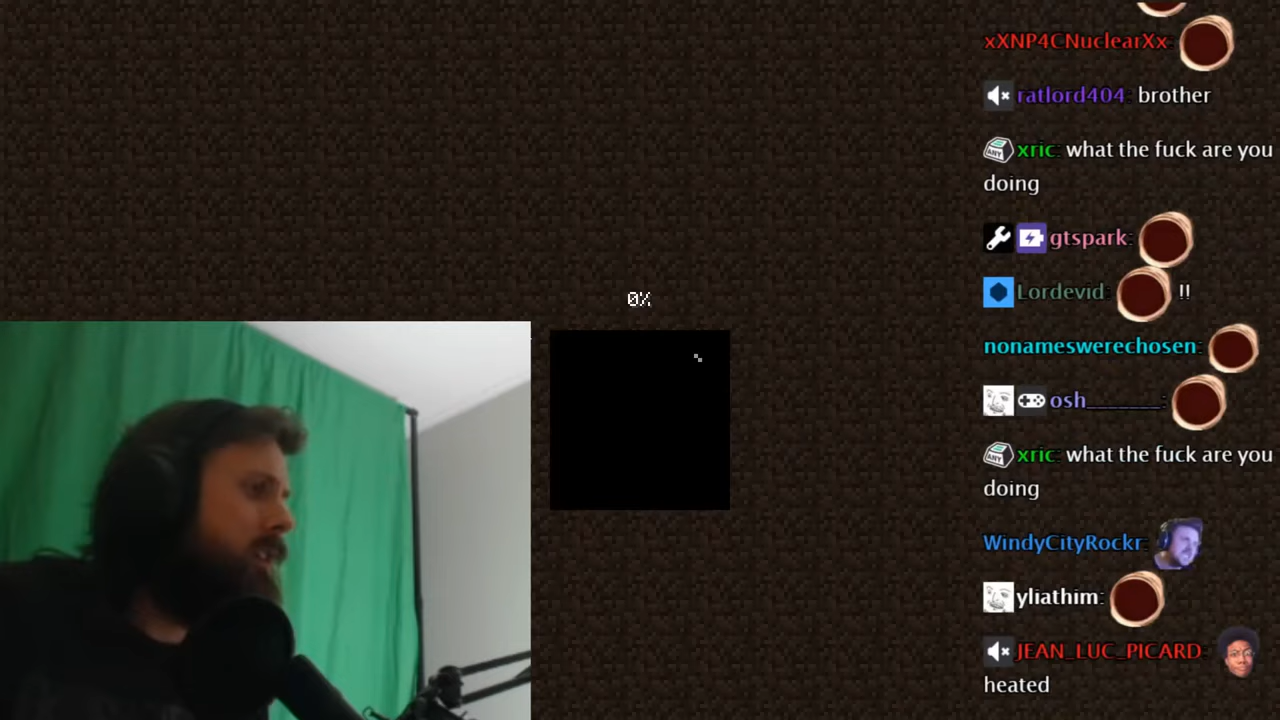 xXNP4CNuclearXx:
ratlord404: brother
xric: what the fuck are you
doing
gtspark:
Lordevid: !!
0%
nonameswerechosen:
osh_______:
xric: what the fuck are you
doing
WindyCityRockr:
yliathim:
JEAN_LUC_PICARD:
heated